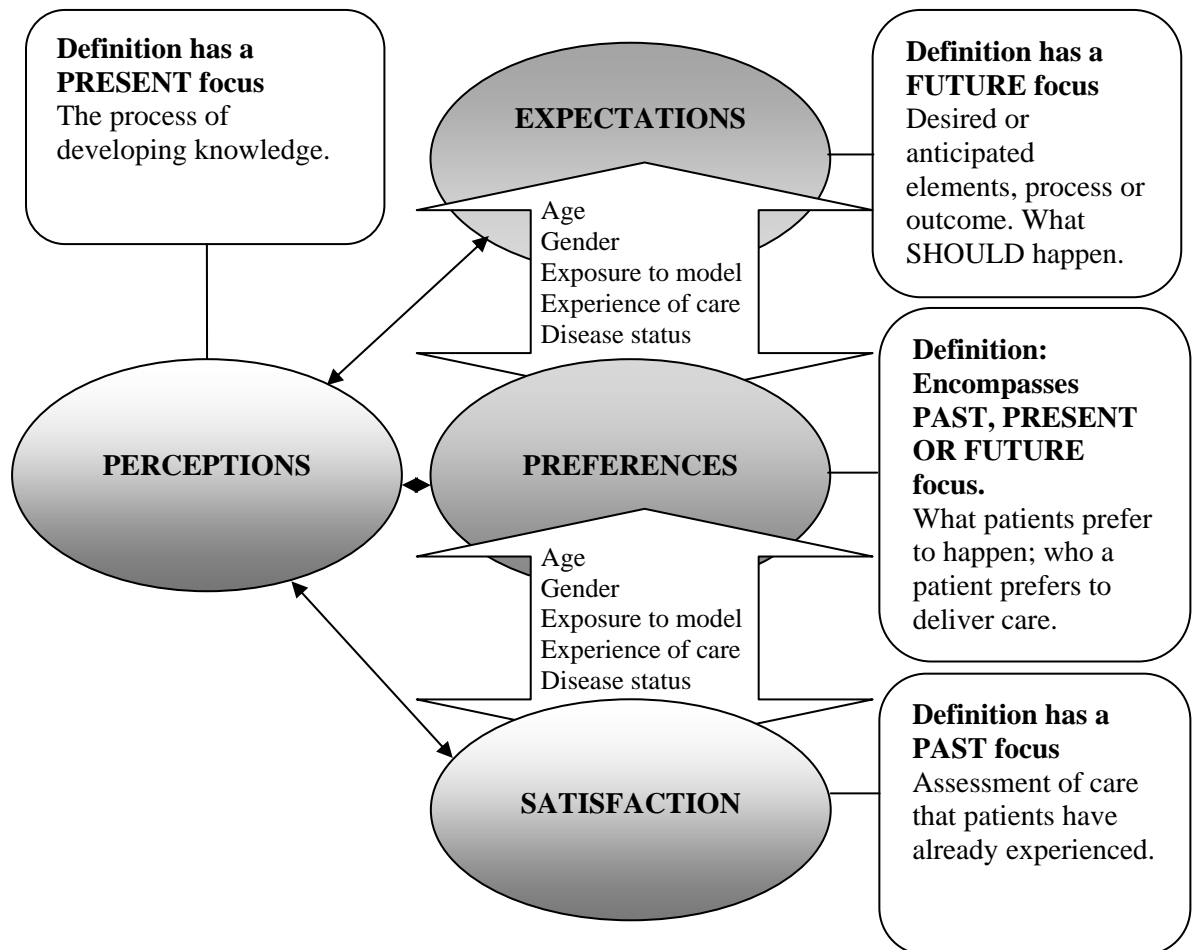 Definition has a
PRESENT focus
The process of
developing knowledge.
EXPECTATIONS
Definition has a
FUTURE focus
Desired or
anticipated
elements, process or
outcome. What
SHOULD happen.
Age
Gender
Exposure to model
Experience of care
Disease status
PERCEPTIONS
PREFERENCES
Definition:
Encompasses
PAST, PRESENT
OR FUTURE
focus.
What patients prefer
to happen; who a
patient prefers to
deliver care.
Age
Gender
Exposure to model
Experience of care
Disease status
SATISFACTION
Definition has a
PAST focus
Assessment of care
that patients have
already experienced.